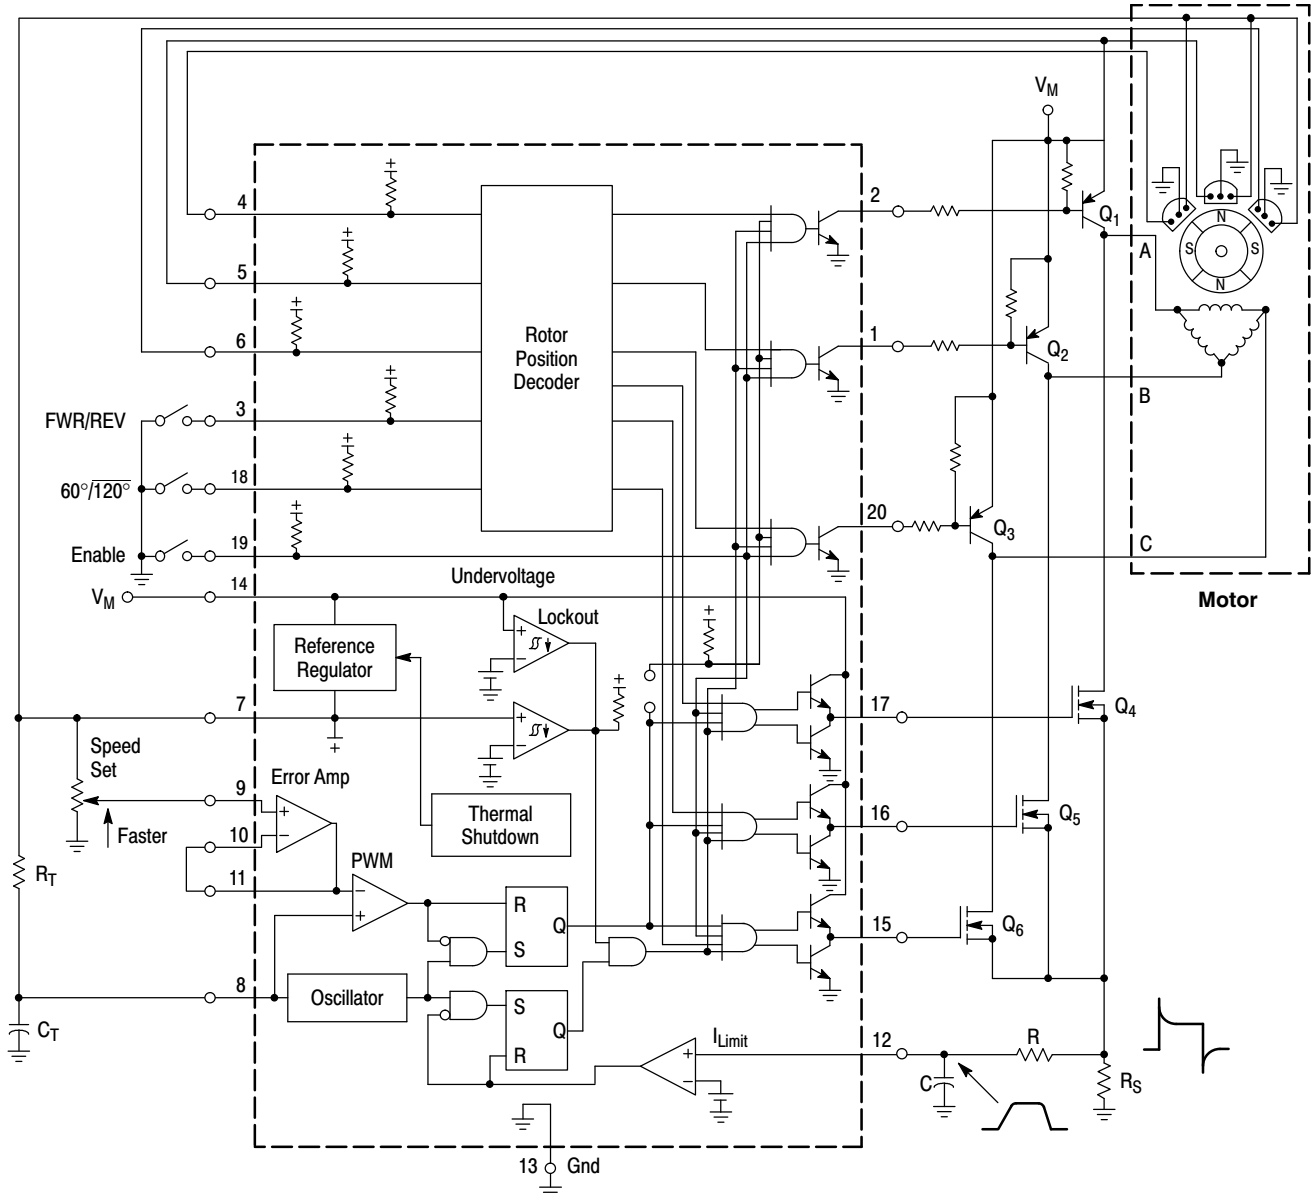 V_M
4
2
Q_1
N
S
S
N
A
5
6
Rotor
Position
Decoder
1
Q_2
B
FWR/REV
3
60°/120°
18
20
Q_3
Enable
19
C
Motor
V_M
14
Undervoltage
Lockout
Reference
Regulator
7
17
Q_4
Speed
Set
Error Amp
9
Thermal
Shutdown
16
Q_5
Faster
10
R_T
11
PWM
R
Q
S
15
Q_6
8
Oscillator
S
Q
R
C_T
I_Limit
12
R
C
R_S
13
Gnd